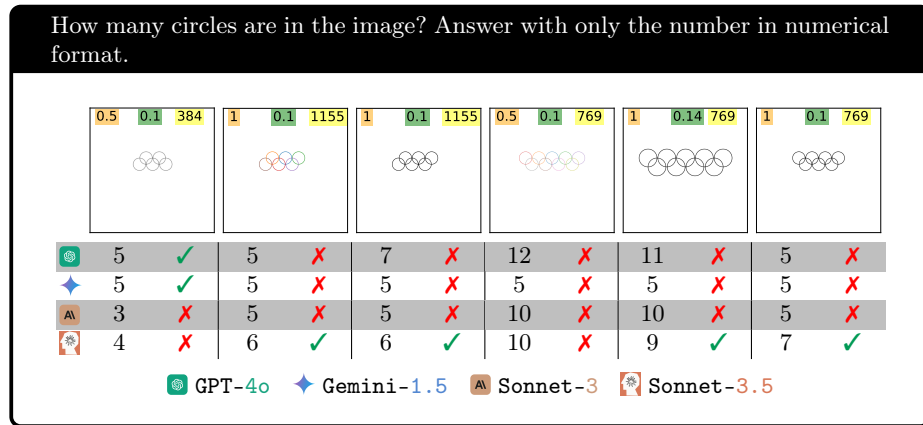 How many circles are in the image? Answer with only the number in numerical
format.
0.5 0.1 384 1 0.1 1155 1 0.1 1155 0.5 0.1 769 1 0.14 769 1 0.1 769
5 ✓ 5 ✗ 7 ✗ 12 ✗ 11 ✗ 5 ✗
5 ✓ 5 ✗ 5 ✗ 5 ✗ 5 ✗ 5 ✗
3 ✗ 5 ✗ 5 ✗ 10 ✗ 10 ✗ 5 ✗
4 ✗ 6 ✓ 6 ✓ 10 ✗ 9 ✓ 7 ✓
GPT-4o Gemini-1.5 Sonnet-3 Sonnet-3.5